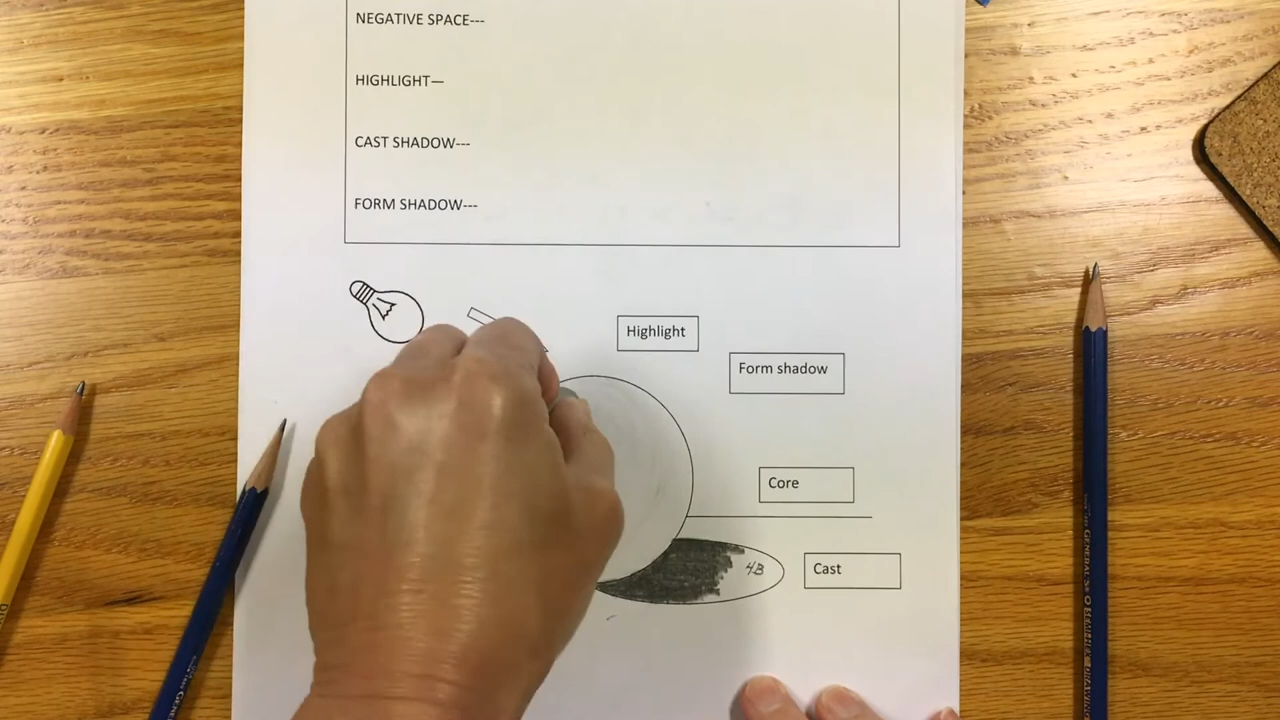 NEGATIVE SPACE---
HIGHLIGHT—
CAST SHADOW---
FORM SHADOW---
Highlight
Form shadow
Core
Cast
4B